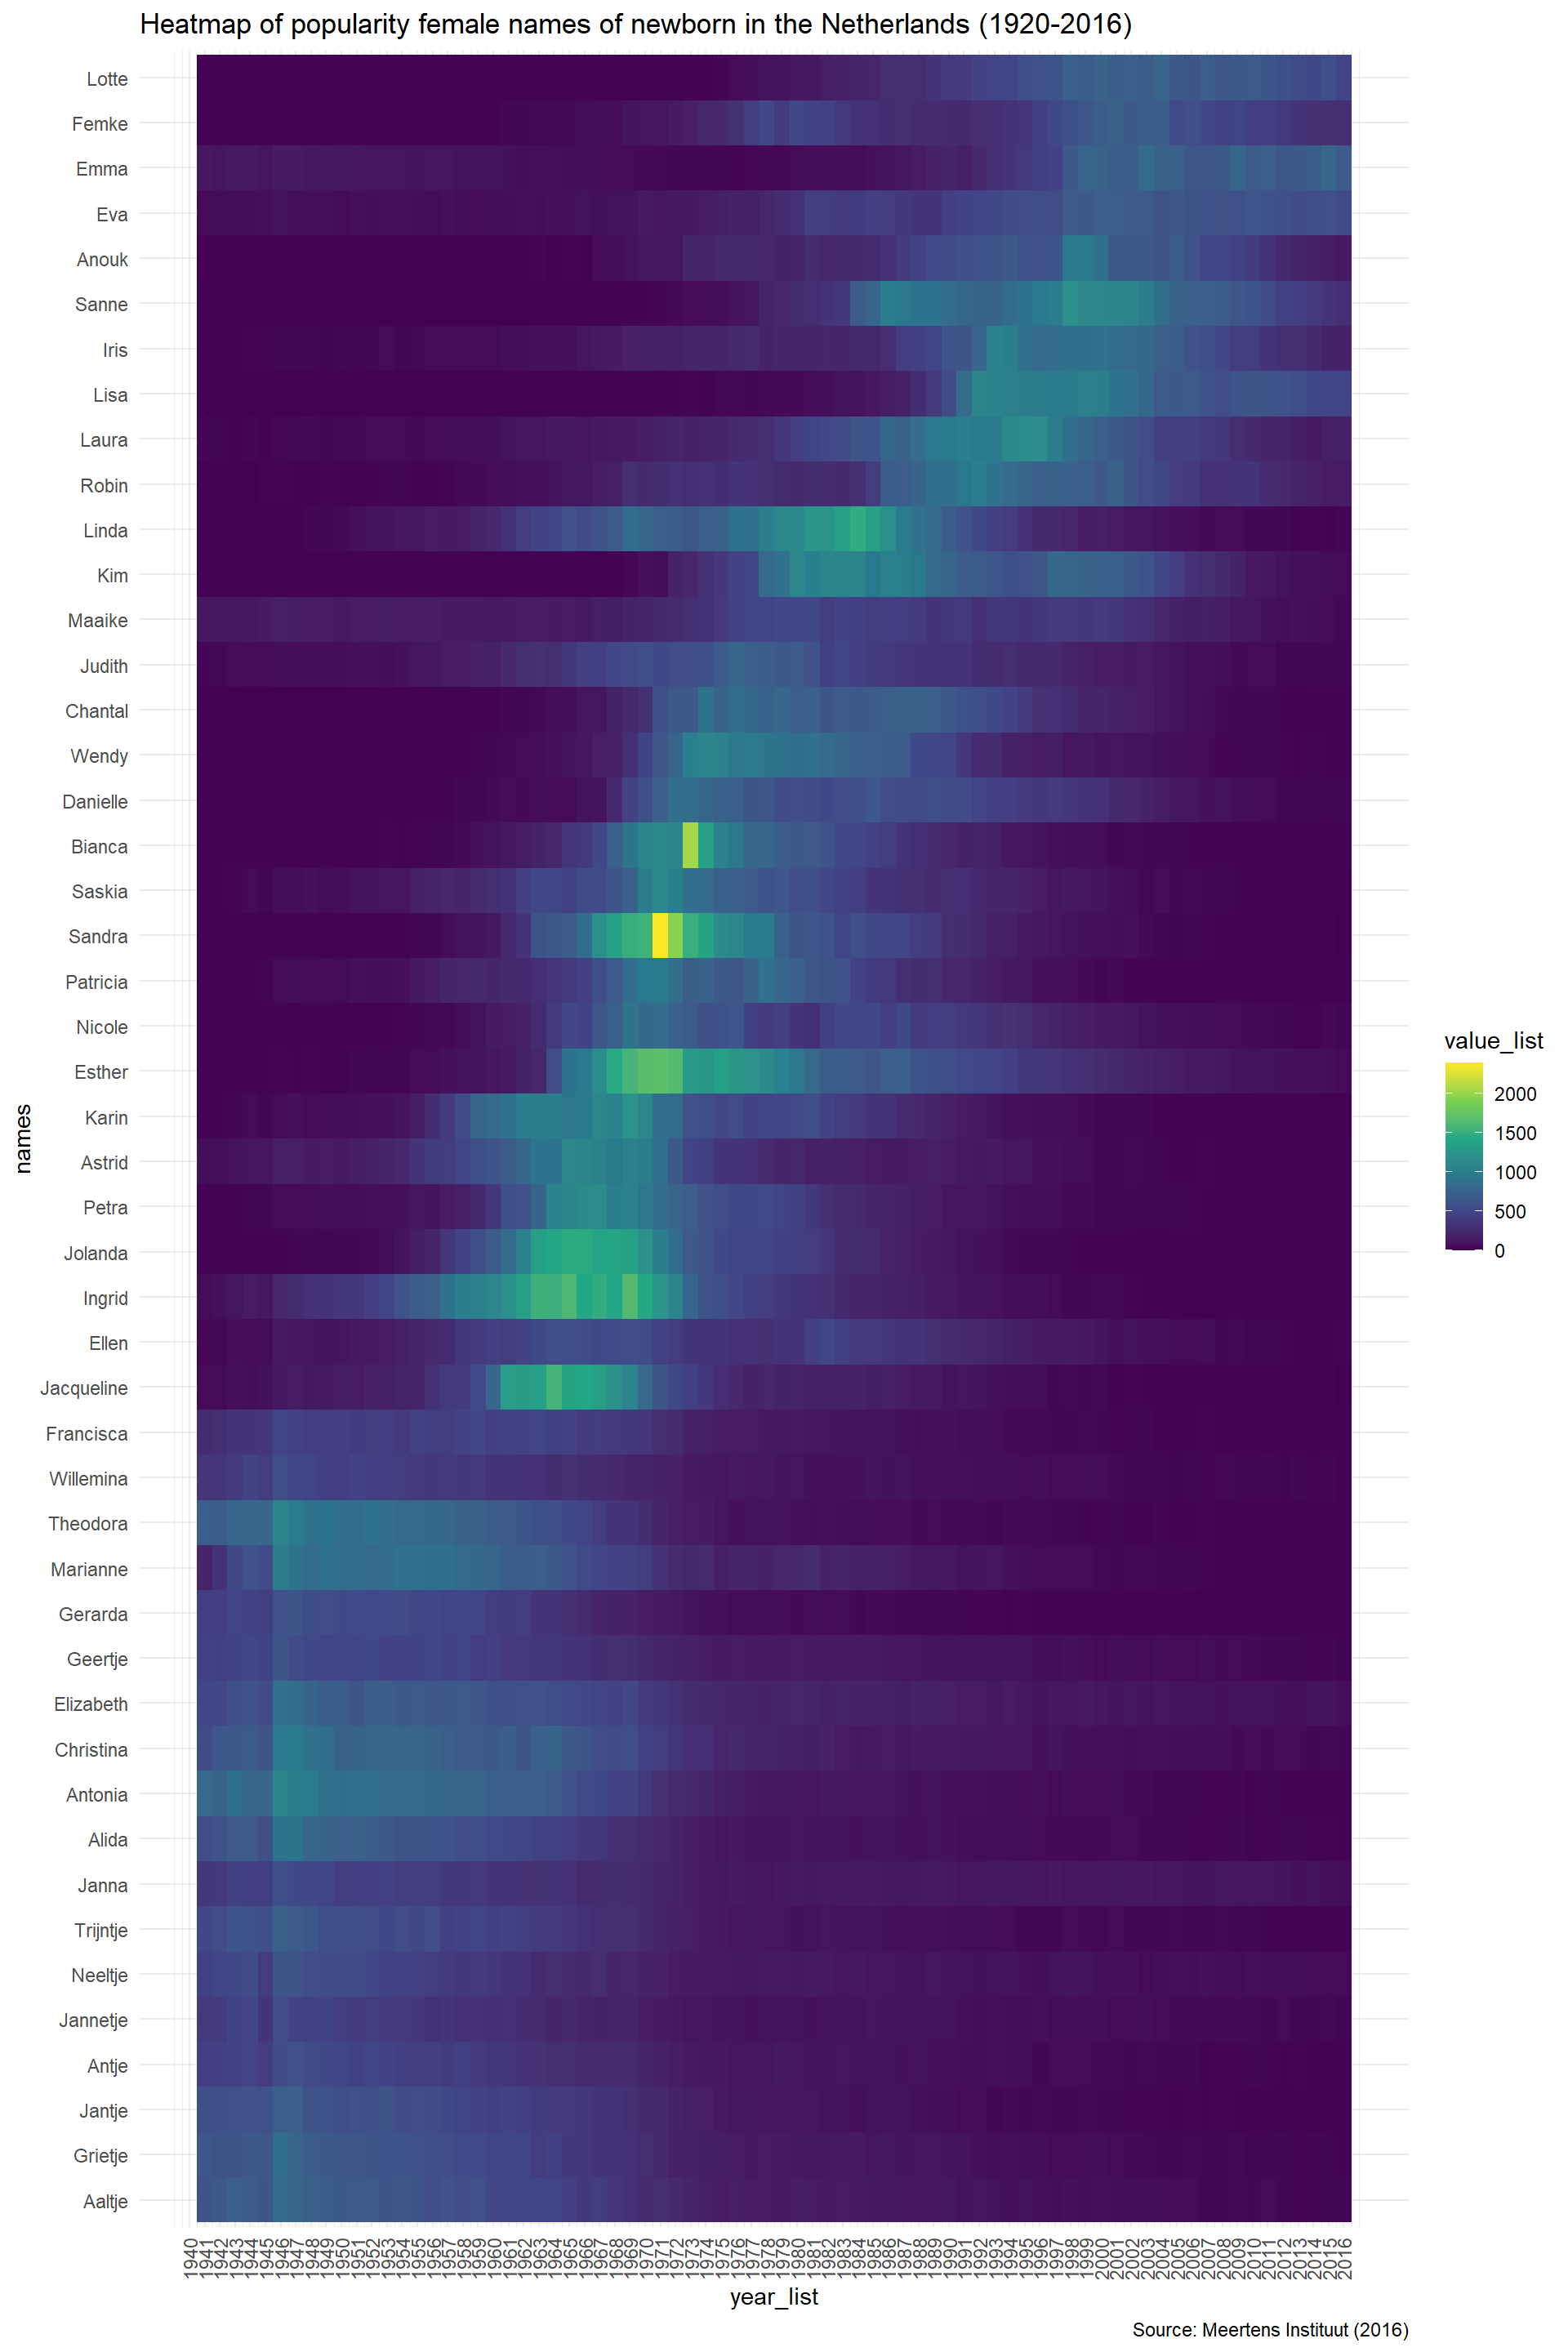 Heatmap of popularity female names of newborn in the Netherlands (1920-2016)
Lotte
Femke
Emma
Eva
Anouk
Sanne
Iris
Lisa
Laura
Robin
Linda
Kim
Maaike
Judith
Chantal
Wendy
Danielle
Bianca
Saskia
Sandra
Patricia
Nicole
Esther
Karin
Astrid
Petra
Jolanda
Ingrid
Ellen
Jacqueline
Francisca
Willemina
Theodora
Marianne
Gerarda
Geertje
Elizabeth
Christina
Antonia
Alida
Janna
Trijntje
Neeltje
Jannetje
Antje
Jantje
Grietje
Aaltje
names
value_list
2000
1500
1000
500
0
1940
1941
1942
1943
1944
1945
1946
1947
1948
1949
1950
1951
1952
1953
1954
1955
1956
1957
1958
1959
1960
1961
1962
1963
1964
1965
1966
1967
1968
1969
1970
1971
1972
1973
1974
1975
1976
1977
1978
1979
1980
1981
1982
1983
1984
1985
1986
1987
1988
1989
1990
1991
1992
1993
1994
1995
1996
1997
1998
1999
2000
2001
2002
2003
2004
2005
2006
2007
2008
2009
2010
2011
2012
2013
2014
2015
2016
year_list
Source: Meertens Instituut (2016)